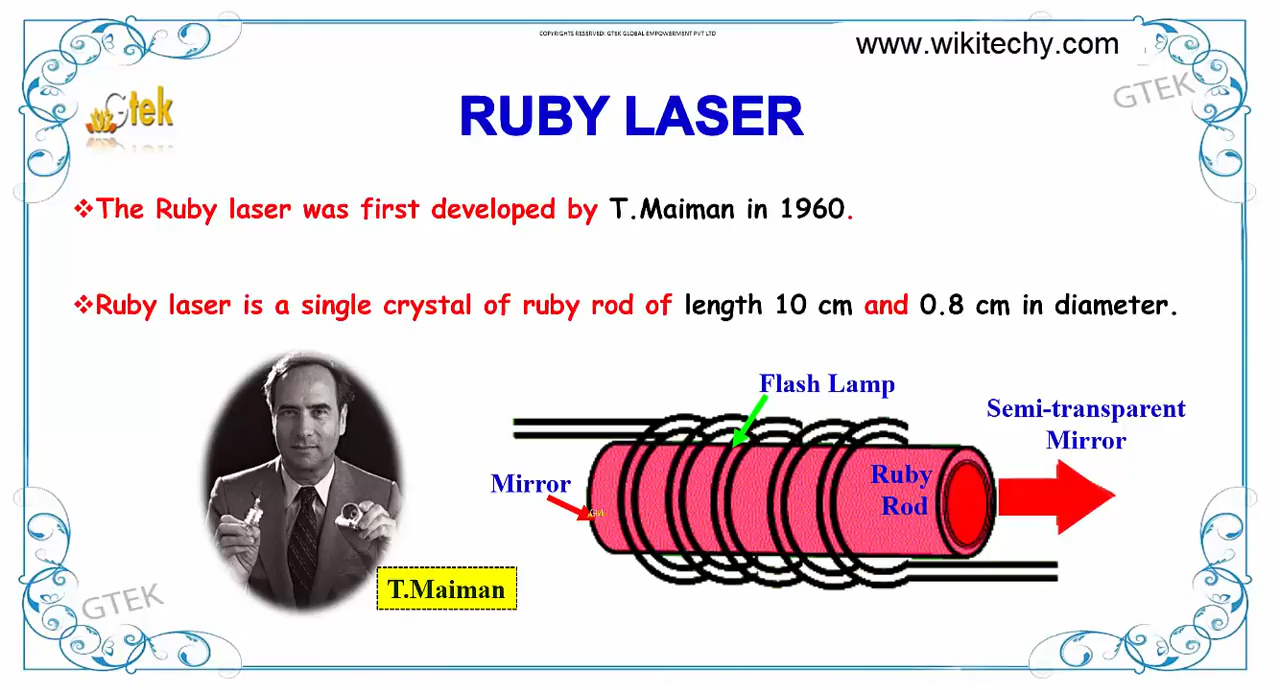 COPYRIGHTS RESERVED: GTEK GLOBAL EMPOWERMENT PVT LTD
www.wikitechy.com
Gtek
GTEK
RUBY LASER
❖The Ruby laser was first developed by T.Maiman in 1960.
❖Ruby laser is a single crystal of ruby rod of length 10 cm and 0.8 cm in diameter.
Flash Lamp
Semi-transparent
Mirror
Ruby
Rod
Mirror
T.Maiman
GTEK